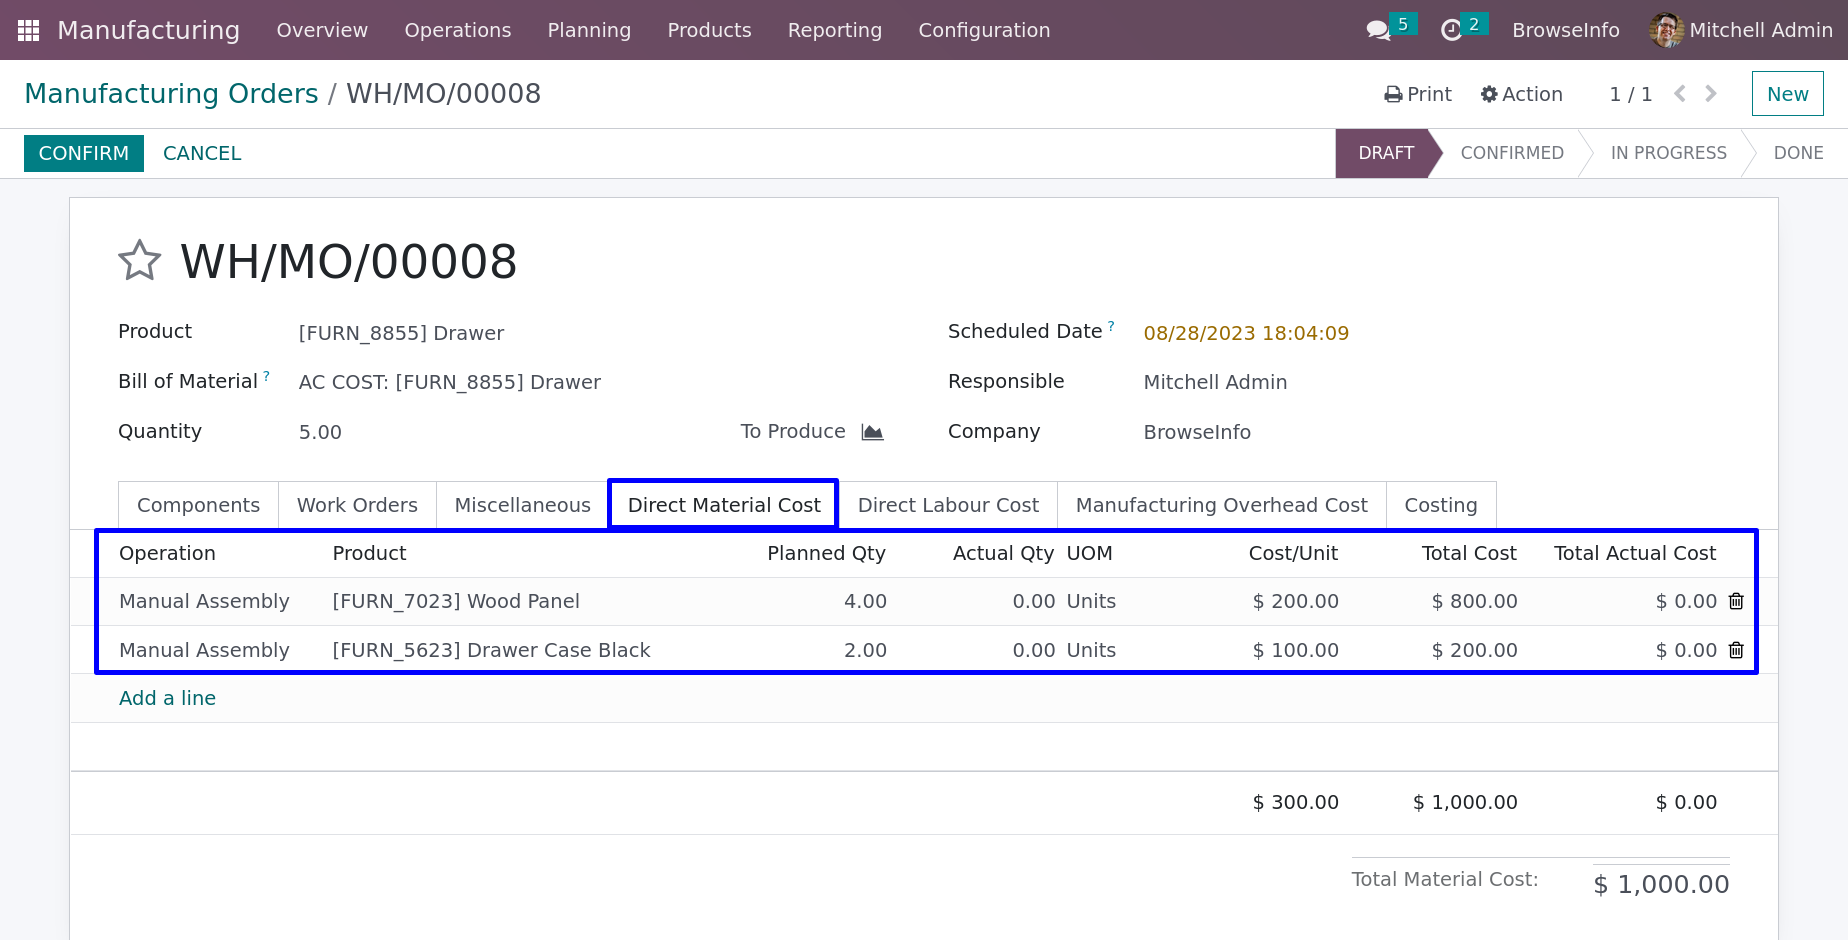 Manufacturing Overview Operations Planning Products Reporting Configuration 5 2 BrowseInfo Mitchell Admin
Manufacturing Orders / WH/MO/00008 Print Action 1 / 1 New
CONFIRM CANCEL DRAFT CONFIRMED IN PROGRESS DONE
WH/MO/00008
Product [FURN_8855] Drawer Scheduled Date ? 08/28/2023 18:04:09
Bill of Material ? AC COST: [FURN_8855] Drawer Responsible Mitchell Admin
Quantity 5.00 To Produce Company BrowseInfo
Components Work Orders Miscellaneous Direct Material Cost Direct Labour Cost Manufacturing Overhead Cost Costing
Operation Product Planned Qty Actual Qty UOM Cost/Unit Total Cost Total Actual Cost
Manual Assembly [FURN_7023] Wood Panel 4.00 0.00 Units $ 200.00 $ 800.00 $ 0.00
Manual Assembly [FURN_5623] Drawer Case Black 2.00 0.00 Units $ 100.00 $ 200.00 $ 0.00
Add a line
$ 300.00 $ 1,000.00 $ 0.00
Total Material Cost: $ 1,000.00